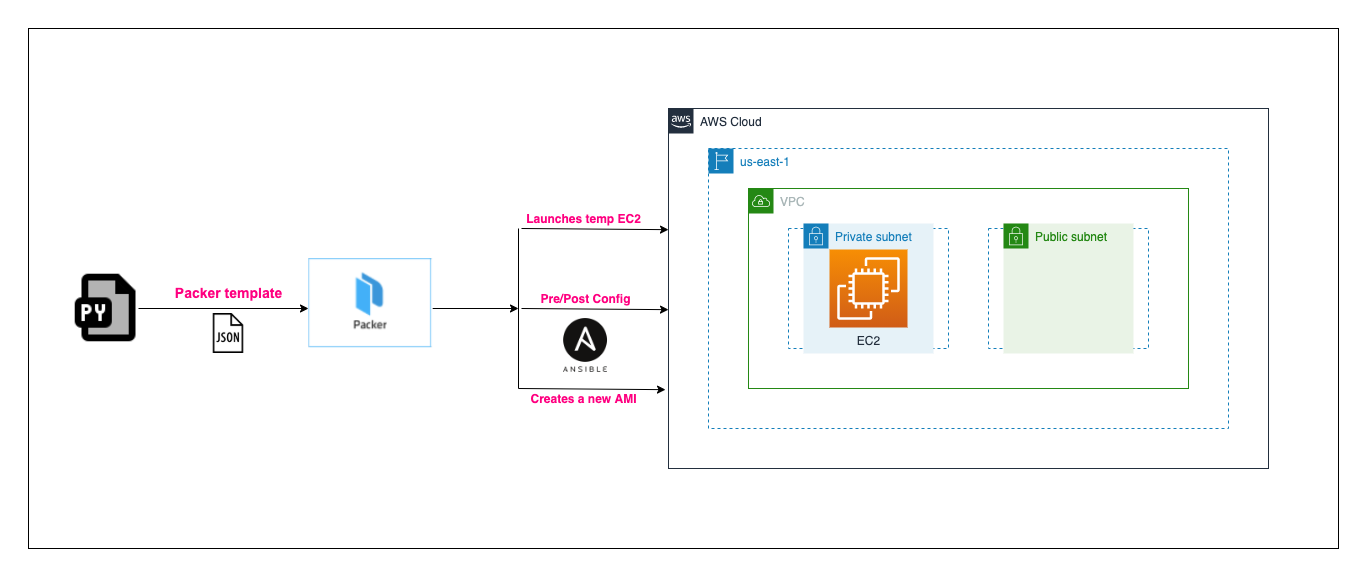 aws
AWS Cloud
us-east-1
VPC
Launches temp EC2
Private subnet
Public subnet
Packer template
Pre/Post Config
PY
JSON
Packer
EC2
ANSIBLE
Creates a new AMI